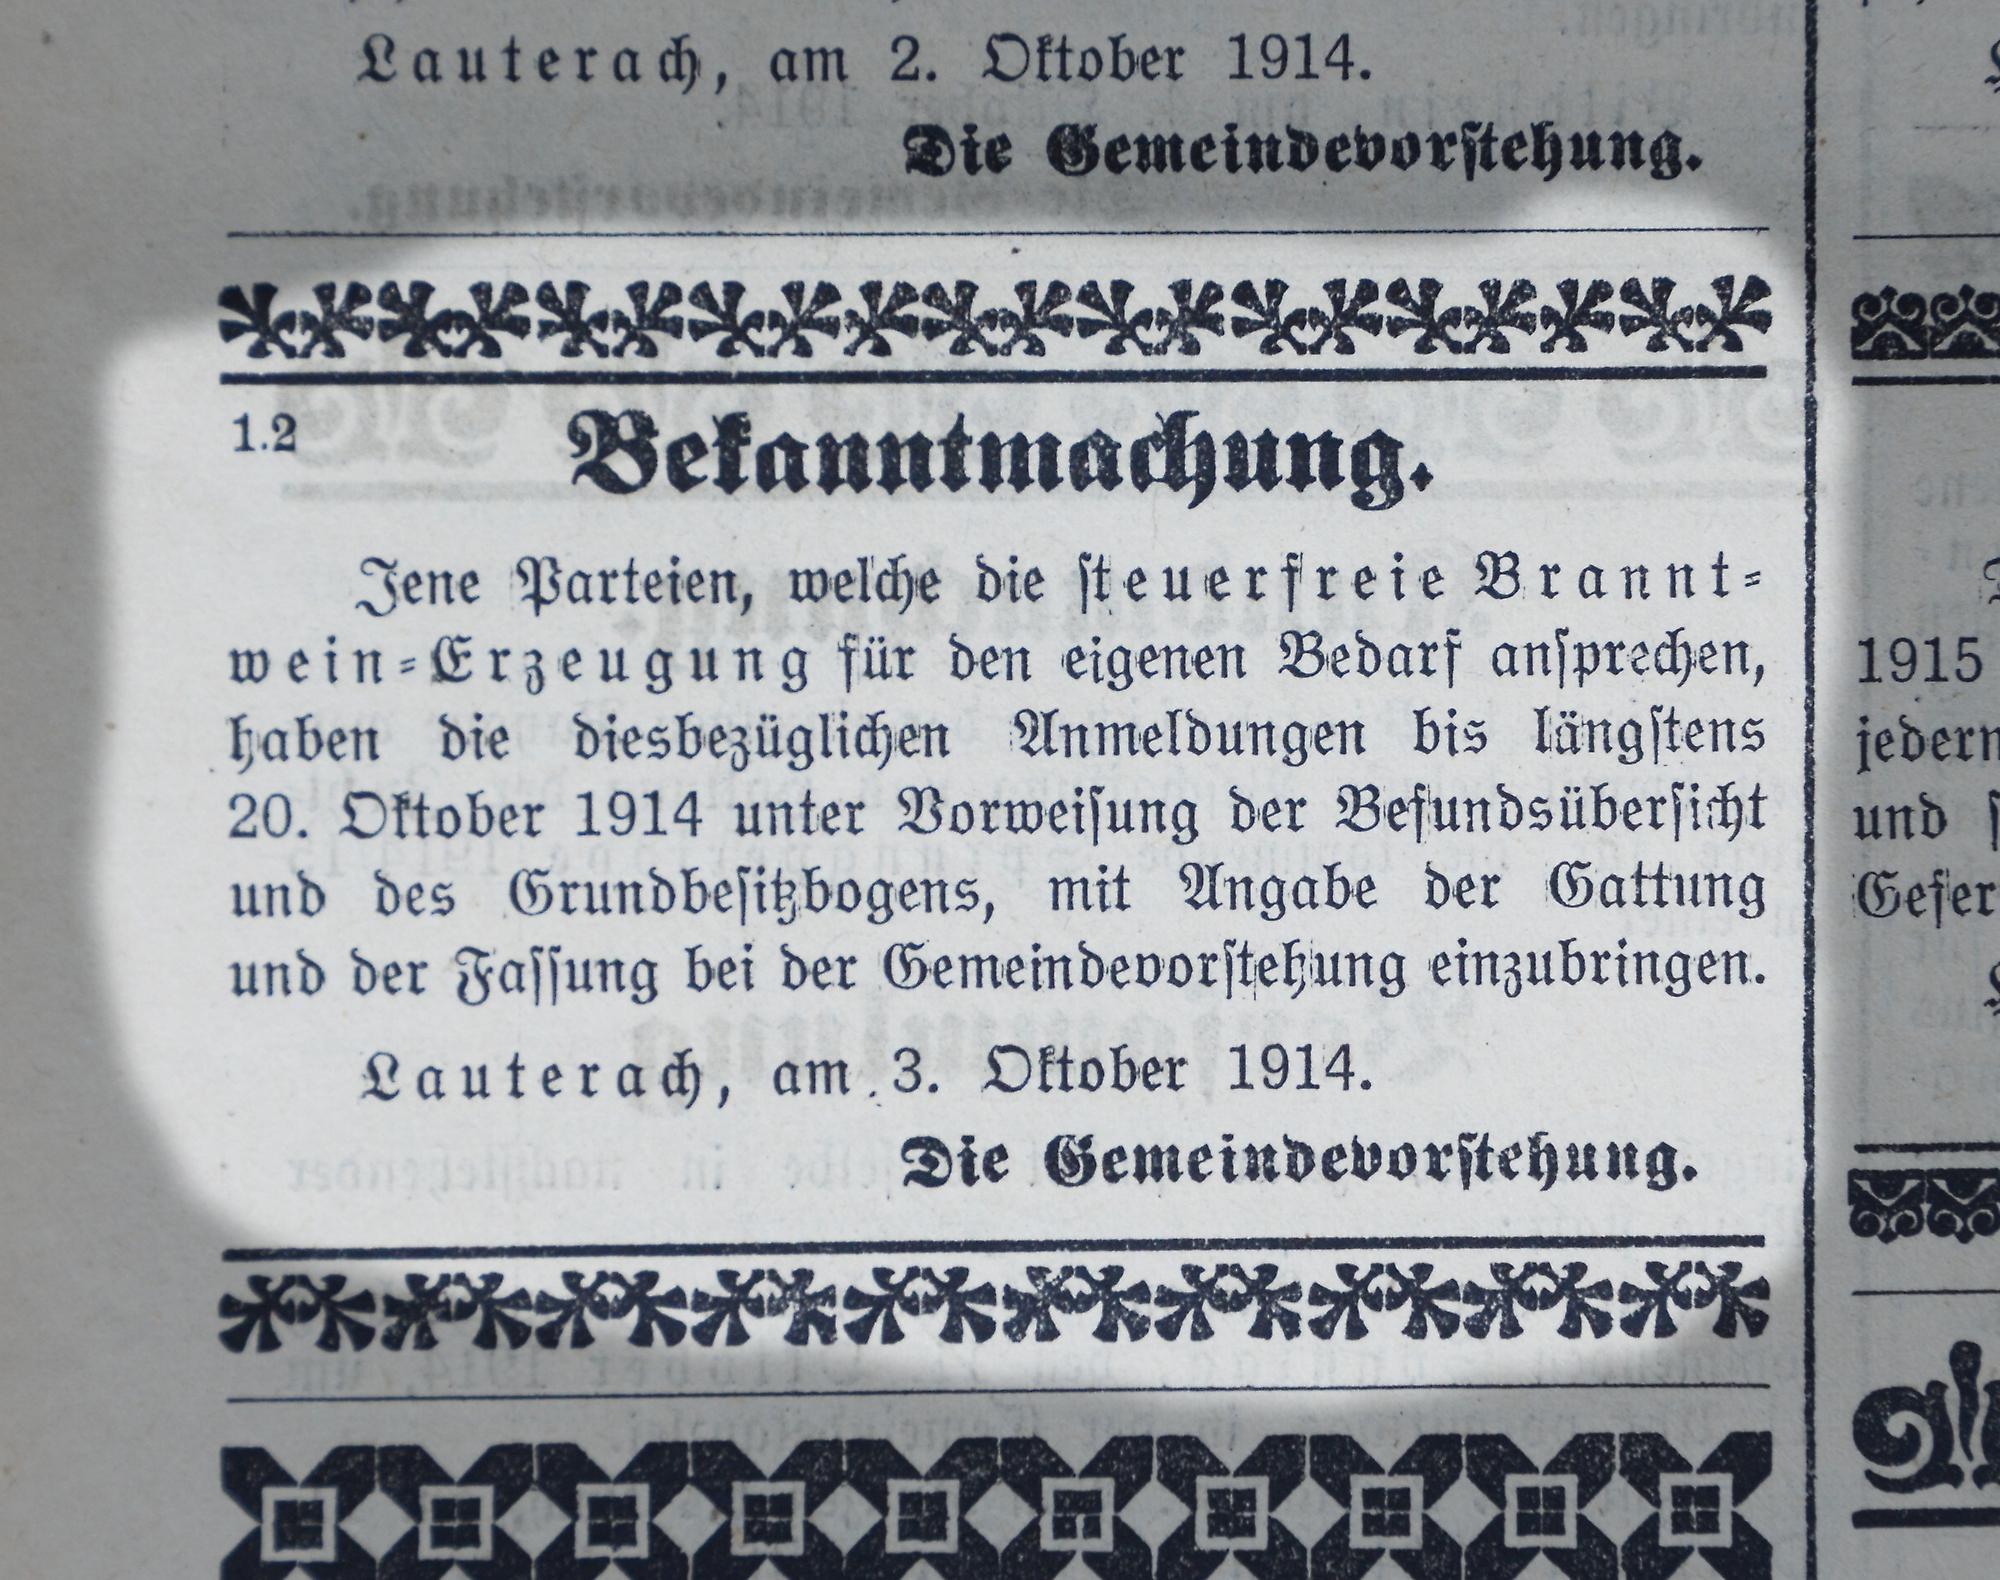 Lauterach, am 2. Oktober 1914.
Die Gemeindevorstehung.
1.2 Bekanntmachung.
Jene Parteien, welche die steuerfreie Brannt-
wein-Erzeugung für den eigenen Bedarf ansprechen,
haben die diesbezüglichen Anmeldungen bis längstens
20. Oktober 1914 unter Vorweisung der Befundsübersicht
und des Grundbesitzbogens, mit Angabe der Gattung
und der Fassung bei der Gemeindevorstehung einzubringen.
Lauterach, am 3. Oktober 1914.
Die Gemeindevorstehung.
1915
jedern
und
Gefer